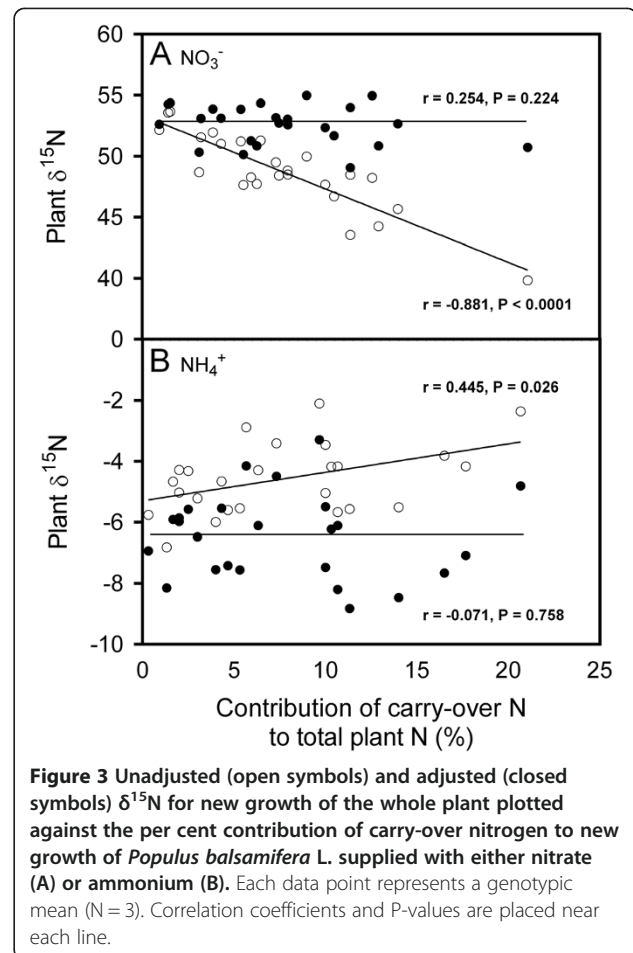 A NO₃⁻
60
55
50
45
40
0
Plant δ¹⁵N
r = 0.254, P = 0.224
r = -0.881, P < 0.0001
B NH₄⁺
-2
-4
-6
-8
-10
Plant δ¹⁵N
r = 0.445, P = 0.026
r = -0.071, P = 0.758
0 5 10 15 20 25
Contribution of carry-over N
to total plant N (%)
Figure 3 Unadjusted (open symbols) and adjusted (closed
symbols) δ¹⁵N for new growth of the whole plant plotted
against the per cent contribution of carry-over nitrogen to new
growth of Populus balsamifera L. supplied with either nitrate
(A) or ammonium (B). Each data point represents a genotypic
mean (N = 3). Correlation coefficients and P-values are placed near
each line.